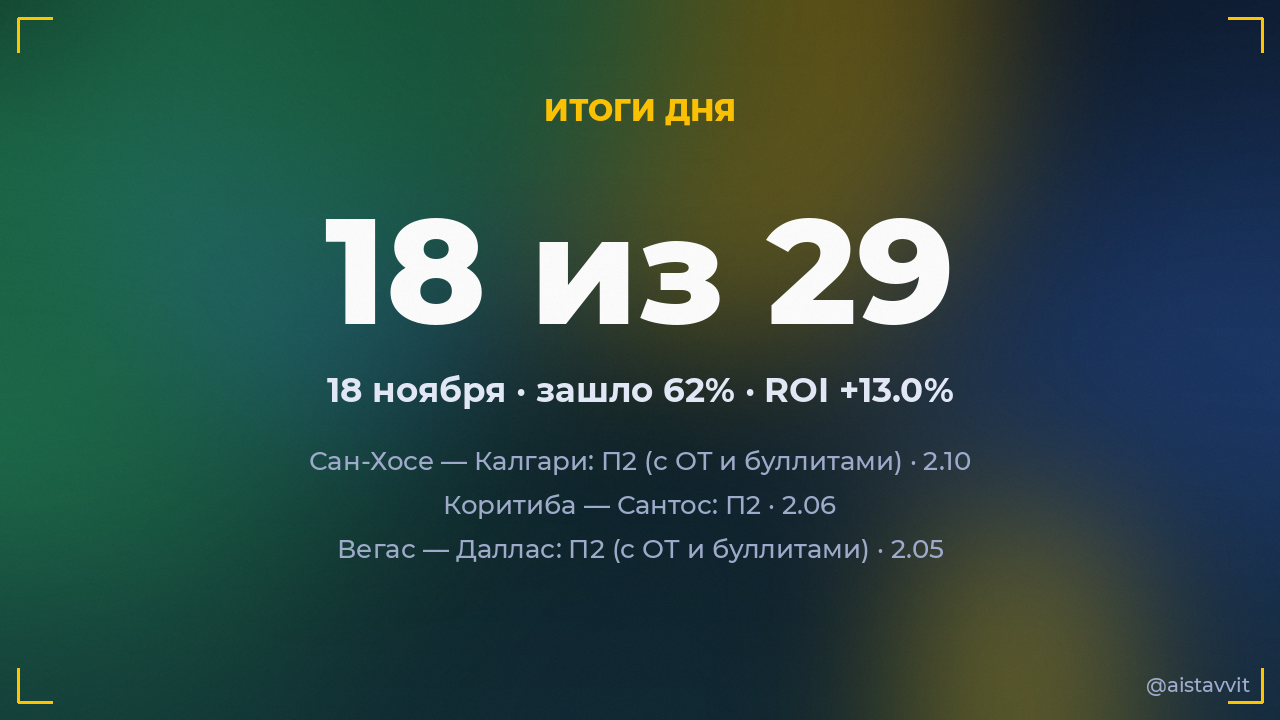 ИТОГИ ДНЯ
18 из 29
18 ноября · зашло 62% · ROI +13.0%
Сан-Хосе — Калгари: П2 (с ОТ и буллитами) · 2.10
Коритиба — Сантос: П2 · 2.06
Вегас — Даллас: П2 (с ОТ и буллитами) · 2.05
@aistavvit